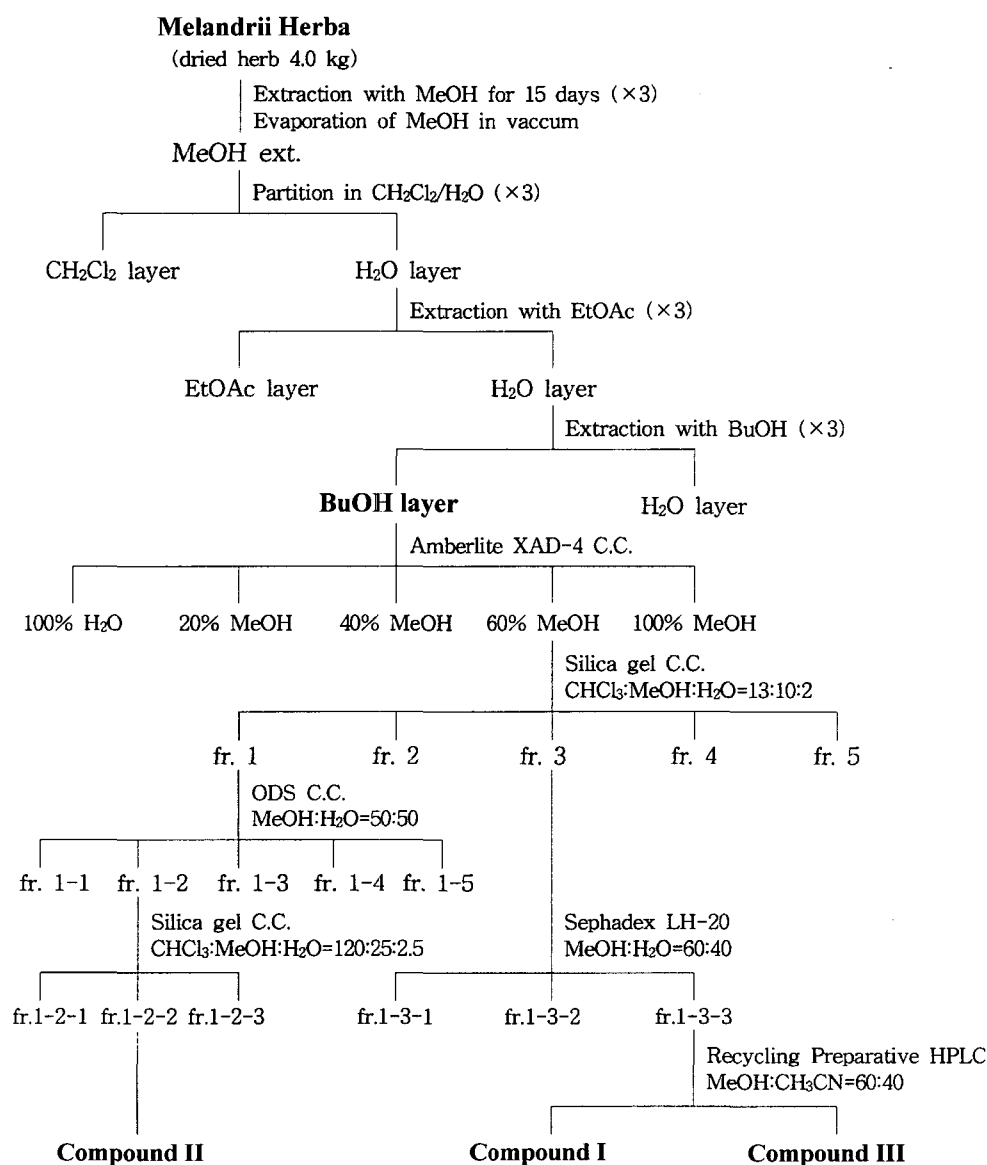 Melandrii Herba
(dried herb 4.0 kg)
Extraction with MeOH for 15 days (×3)
Evaporation of MeOH in vaccum
MeOH ext.
Partition in CH₂Cl₂/H₂O (×3)
CH₂Cl₂ layer H₂O layer
Extraction with EtOAc (×3)
EtOAc layer H₂O layer
Extraction with BuOH (×3)
BuOH layer H₂O layer
Amberlite XAD-4 C.C.
100% H₂O 20% MeOH 40% MeOH 60% MeOH 100% MeOH
Silica gel C.C.
CHCl₃:MeOH:H₂O=13:10:2
fr. 1 fr. 2 fr. 3 fr. 4 fr. 5
ODS C.C.
MeOH:H₂O=50:50
fr. 1-1 fr. 1-2 fr. 1-3 fr. 1-4 fr. 1-5
Silica gel C.C. Sephadex LH-20
CHCl₃:MeOH:H₂O=120:25:2.5 MeOH:H₂O=60:40
fr.1-2-1 fr.1-2-2 fr.1-2-3 fr.1-3-1 fr.1-3-2 fr.1-3-3
Recycling Preparative HPLC
MeOH:CH₃CN=60:40
Compound II Compound I Compound III